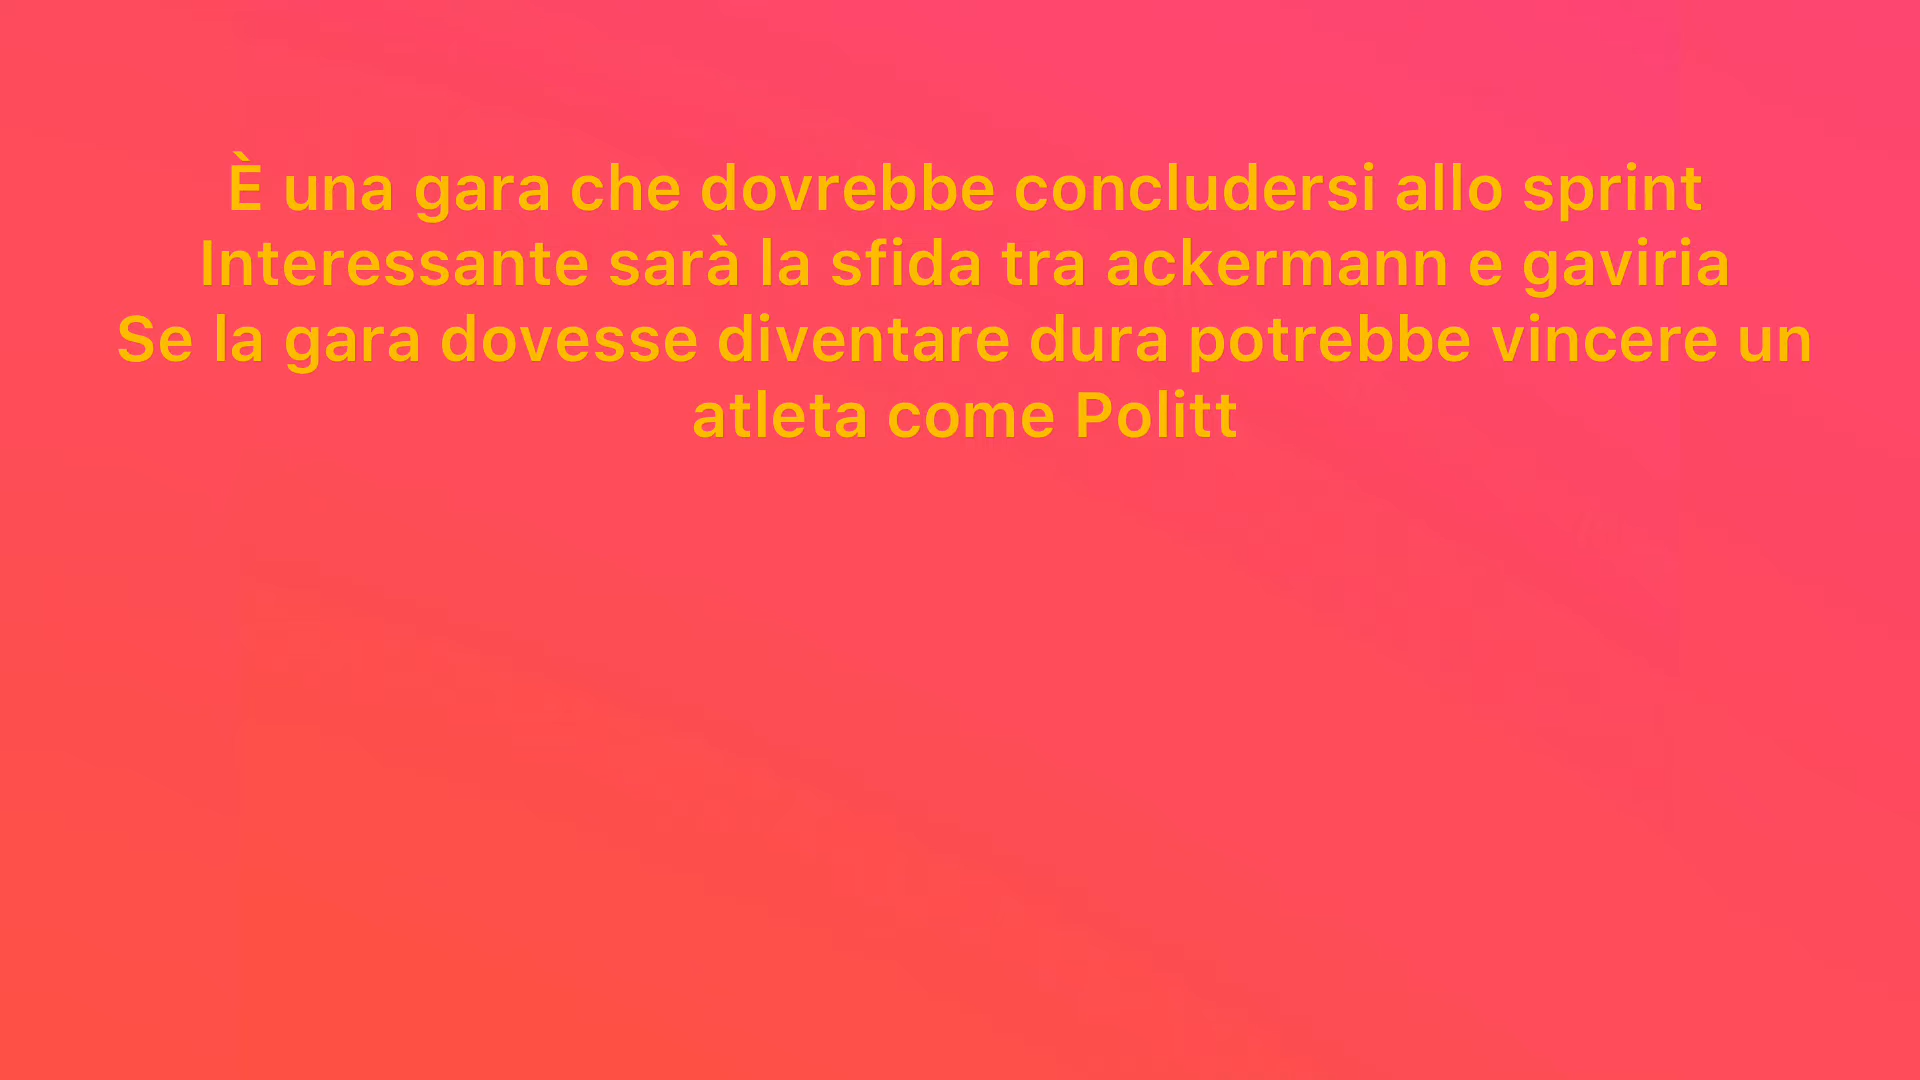 È una gara che dovrebbe concludersi allo sprint
Interessante sarà la sfida tra ackermann e gaviria
Se la gara dovesse diventare dura potrebbe vincere un
atleta come Politt